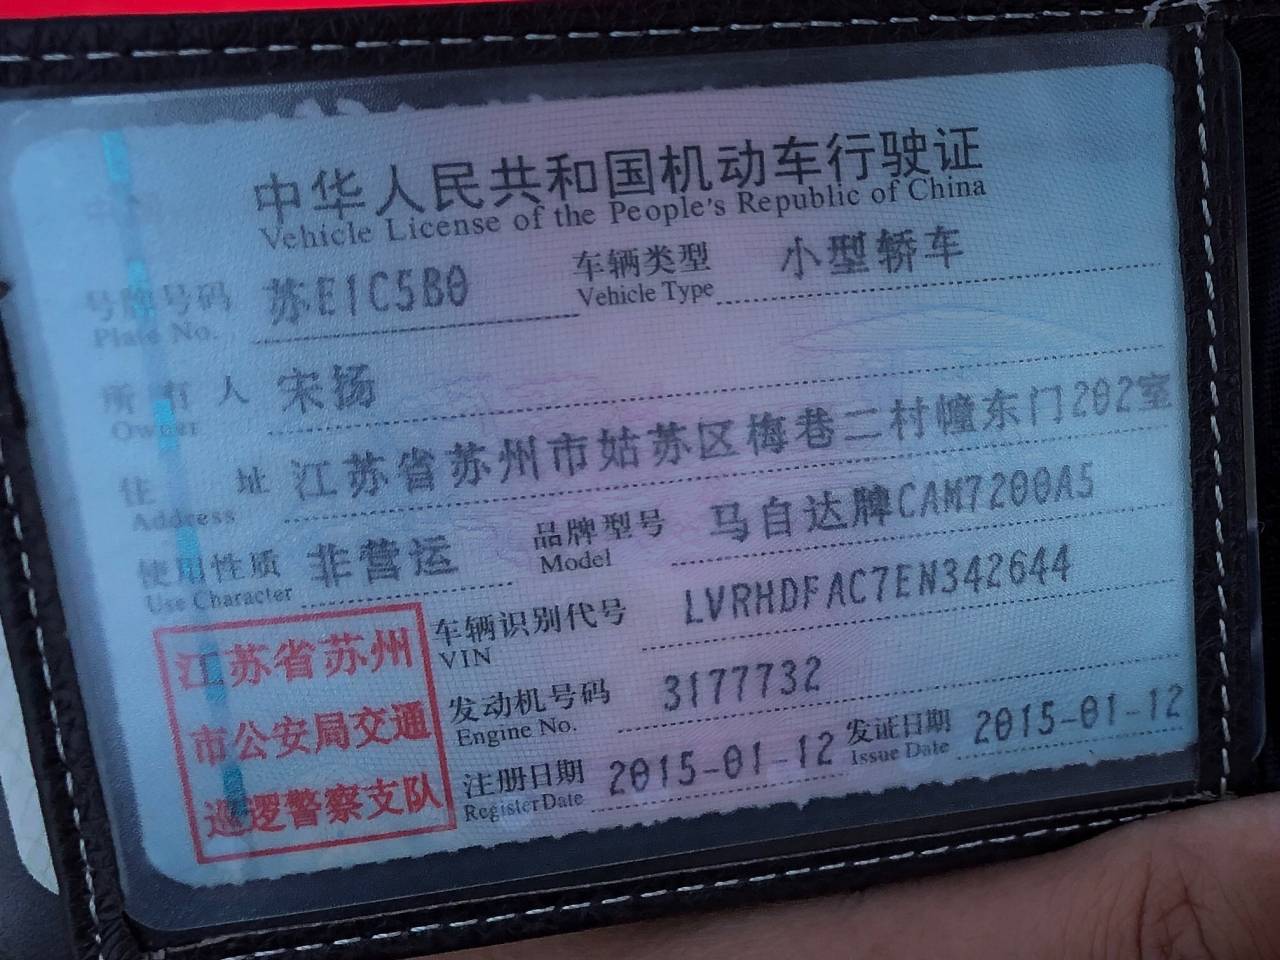 中华人民共和国机动车行驶证
Vehicle License of the People's Republic of China
号牌号码 苏E1C5B0 车辆类型 小型轿车
Plate No. Vehicle Type
所有人 宋扬
Owner
住址 江苏省苏州市姑苏区梅巷二村幢东门202室
Address
使用性质 非营运 品牌型号 马自达牌CAM7200A5
Use Character Model
车辆识别代号 LVRHDFAC7EN342644
VIN
发动机号码 3177732
Engine No.
注册日期 2015-01-12 发证日期 2015-01-12
Register Date Issue Date
江苏省苏州
市公安局交通
巡逻警察支队